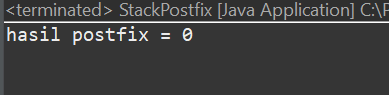 <terminated> StackPostfix [Java Application] C:\P
hasil postfix = 0